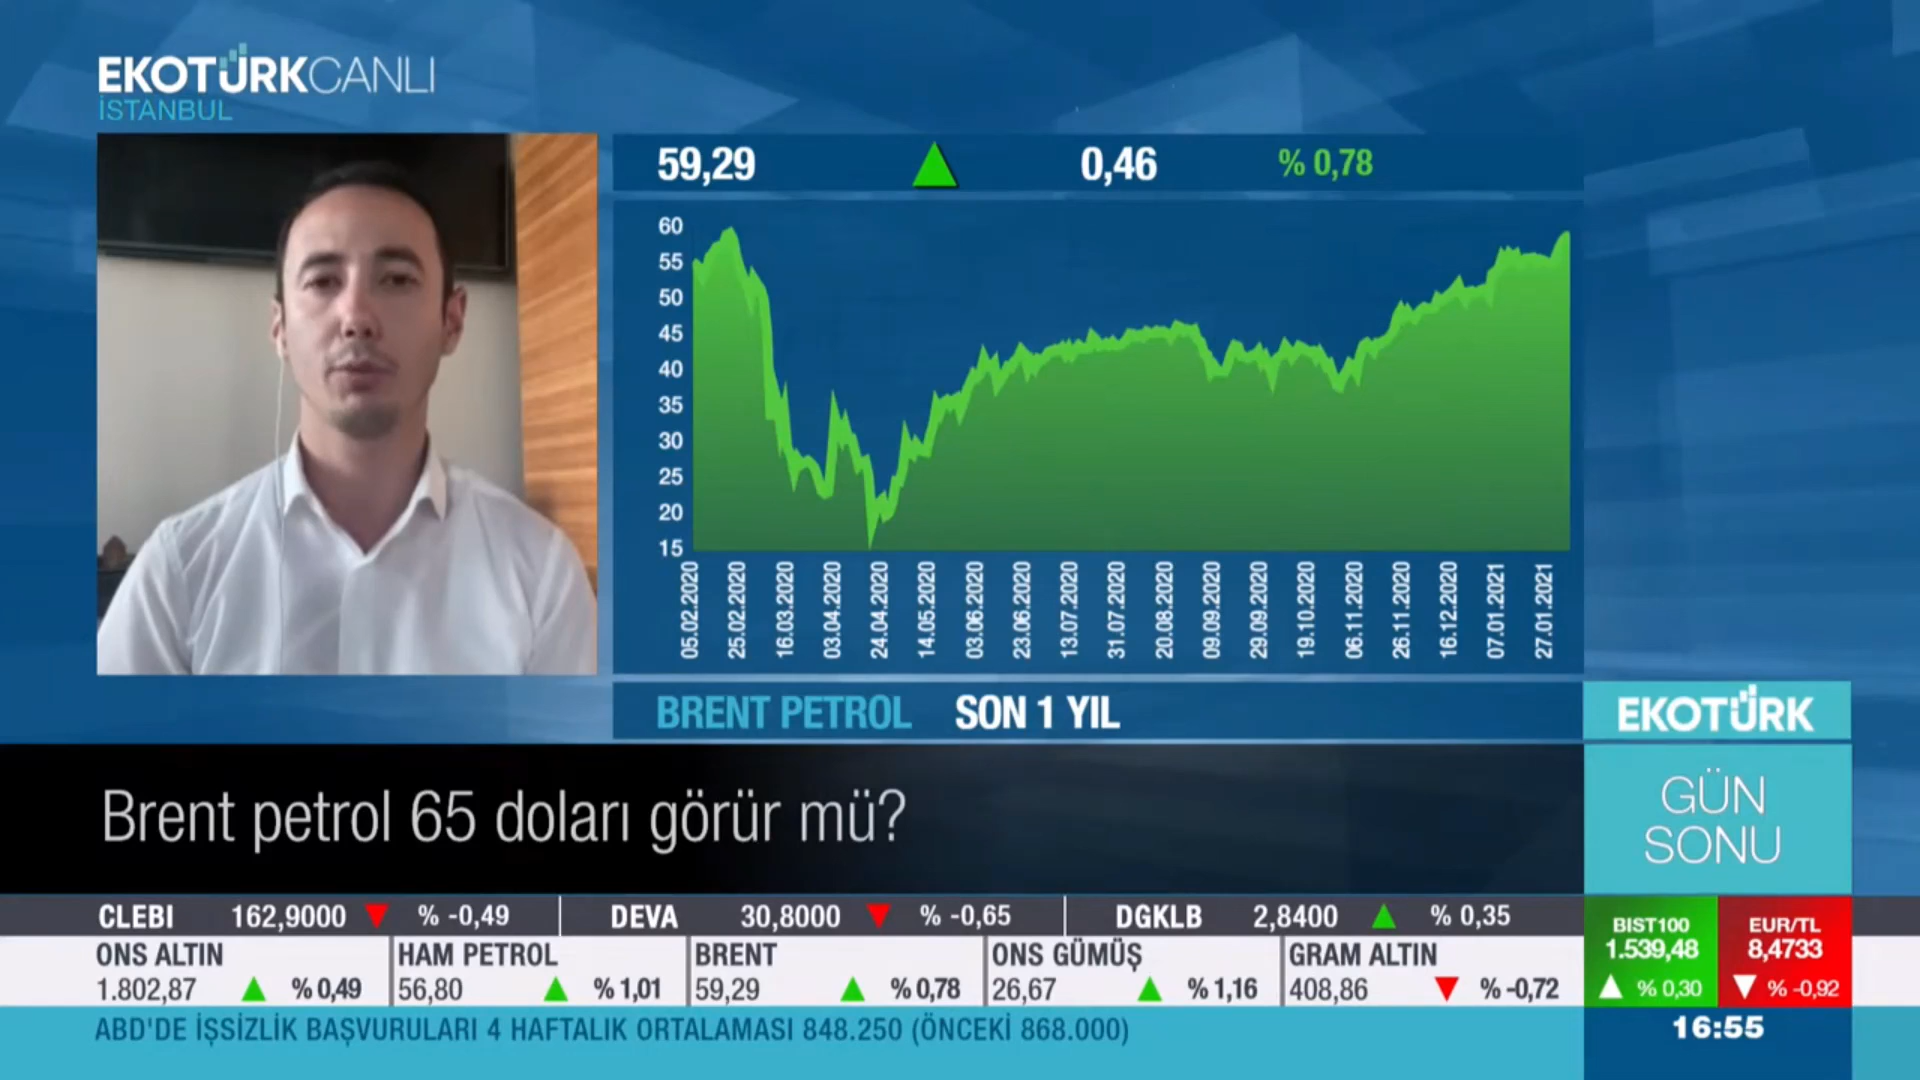 EKOTÜRKCANLI
İSTANBUL
59,29 0,46 % 0,78
60
55
50
45
40
35
30
25
20
15
05.02.2020
25.02.2020
16.03.2020
03.04.2020
24.04.2020
14.05.2020
03.06.2020
23.06.2020
13.07.2020
31.07.2020
20.08.2020
09.09.2020
29.09.2020
19.10.2020
06.11.2020
26.11.2020
16.12.2020
07.01.2021
27.01.2021
BRENT PETROL SON 1 YIL
EKOTÜRK
GÜN
SONU
Brent petrol 65 doları görür mü?
CLEBI 162,9000 % -0,49 DEVA 30,8000 % -0,65 DGKLB 2,8400 % 0,35
ONS ALTIN HAM PETROL BRENT ONS GÜMÜŞ GRAM ALTIN
1.802,87 % 0,49 56,80 % 1,01 59,29 % 0,78 26,67 % 1,16 408,86 % -0,72
BIST100 EUR/TL
1.539,48 8,4733
% 0,30 % -0,92
ABD'DE İŞSİZLİK BAŞVURULARI 4 HAFTALIK ORTALAMASI 848.250 (ÖNCEKİ 868.000)
16:55